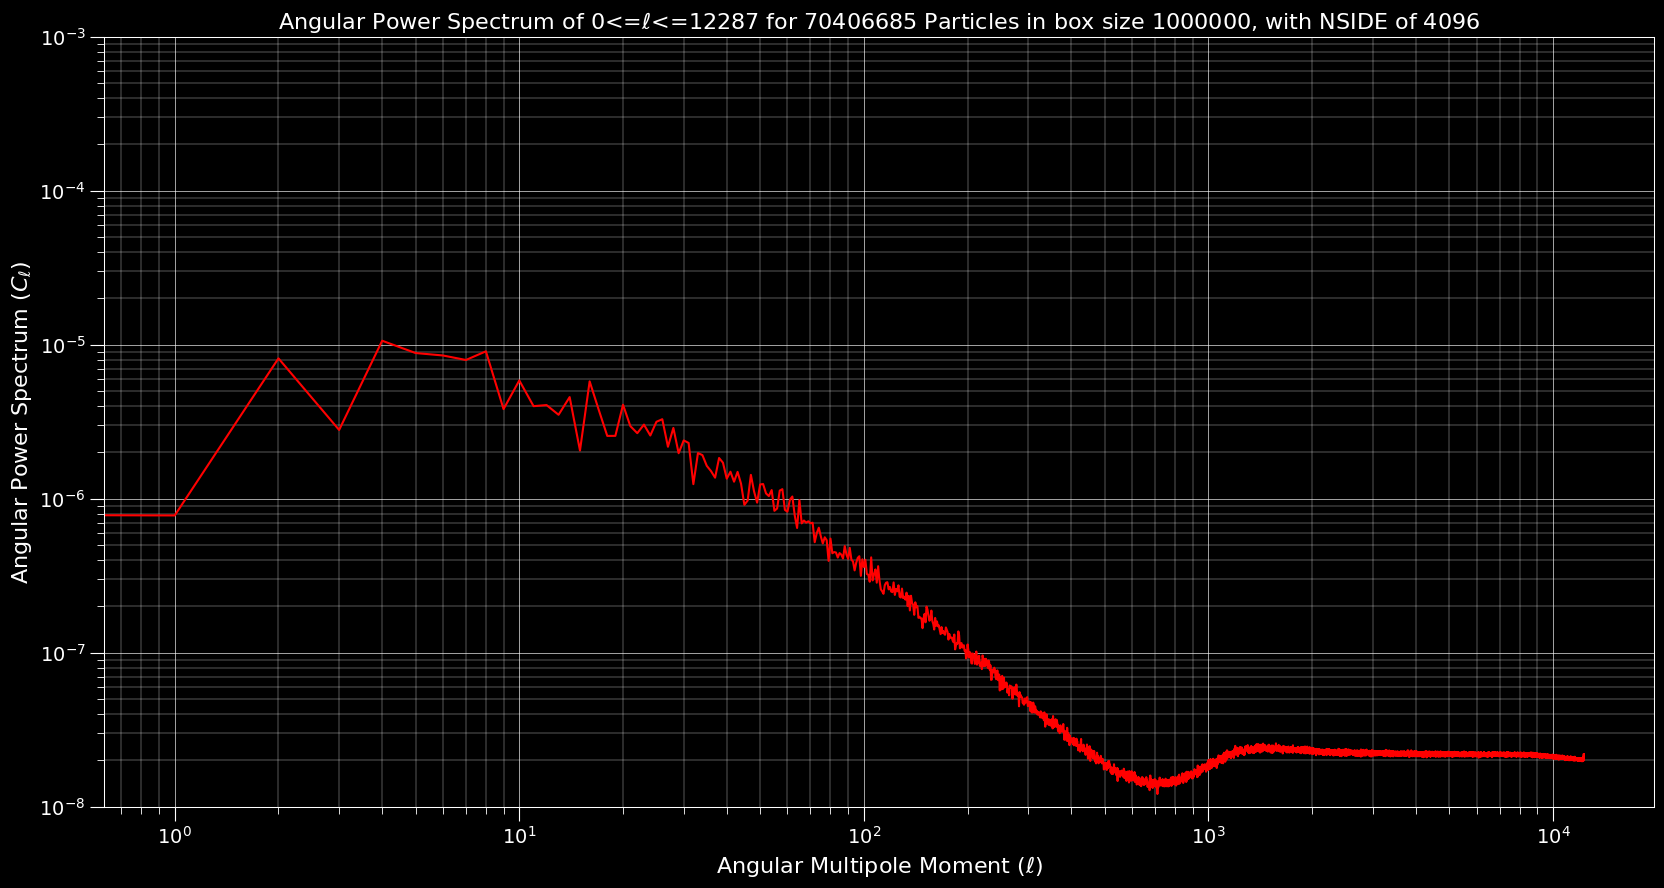 Angular Power Spectrum of 0<=ℓ<=12287 for 70406685 Particles in box size 1000000, with NSIDE of 4096
Angular Power Spectrum (Cℓ)
10⁻³
10⁻⁴
10⁻⁵
10⁻⁶
10⁻⁷
10⁻⁸
10⁰ 10¹ 10² 10³ 10⁴
Angular Multipole Moment (ℓ)